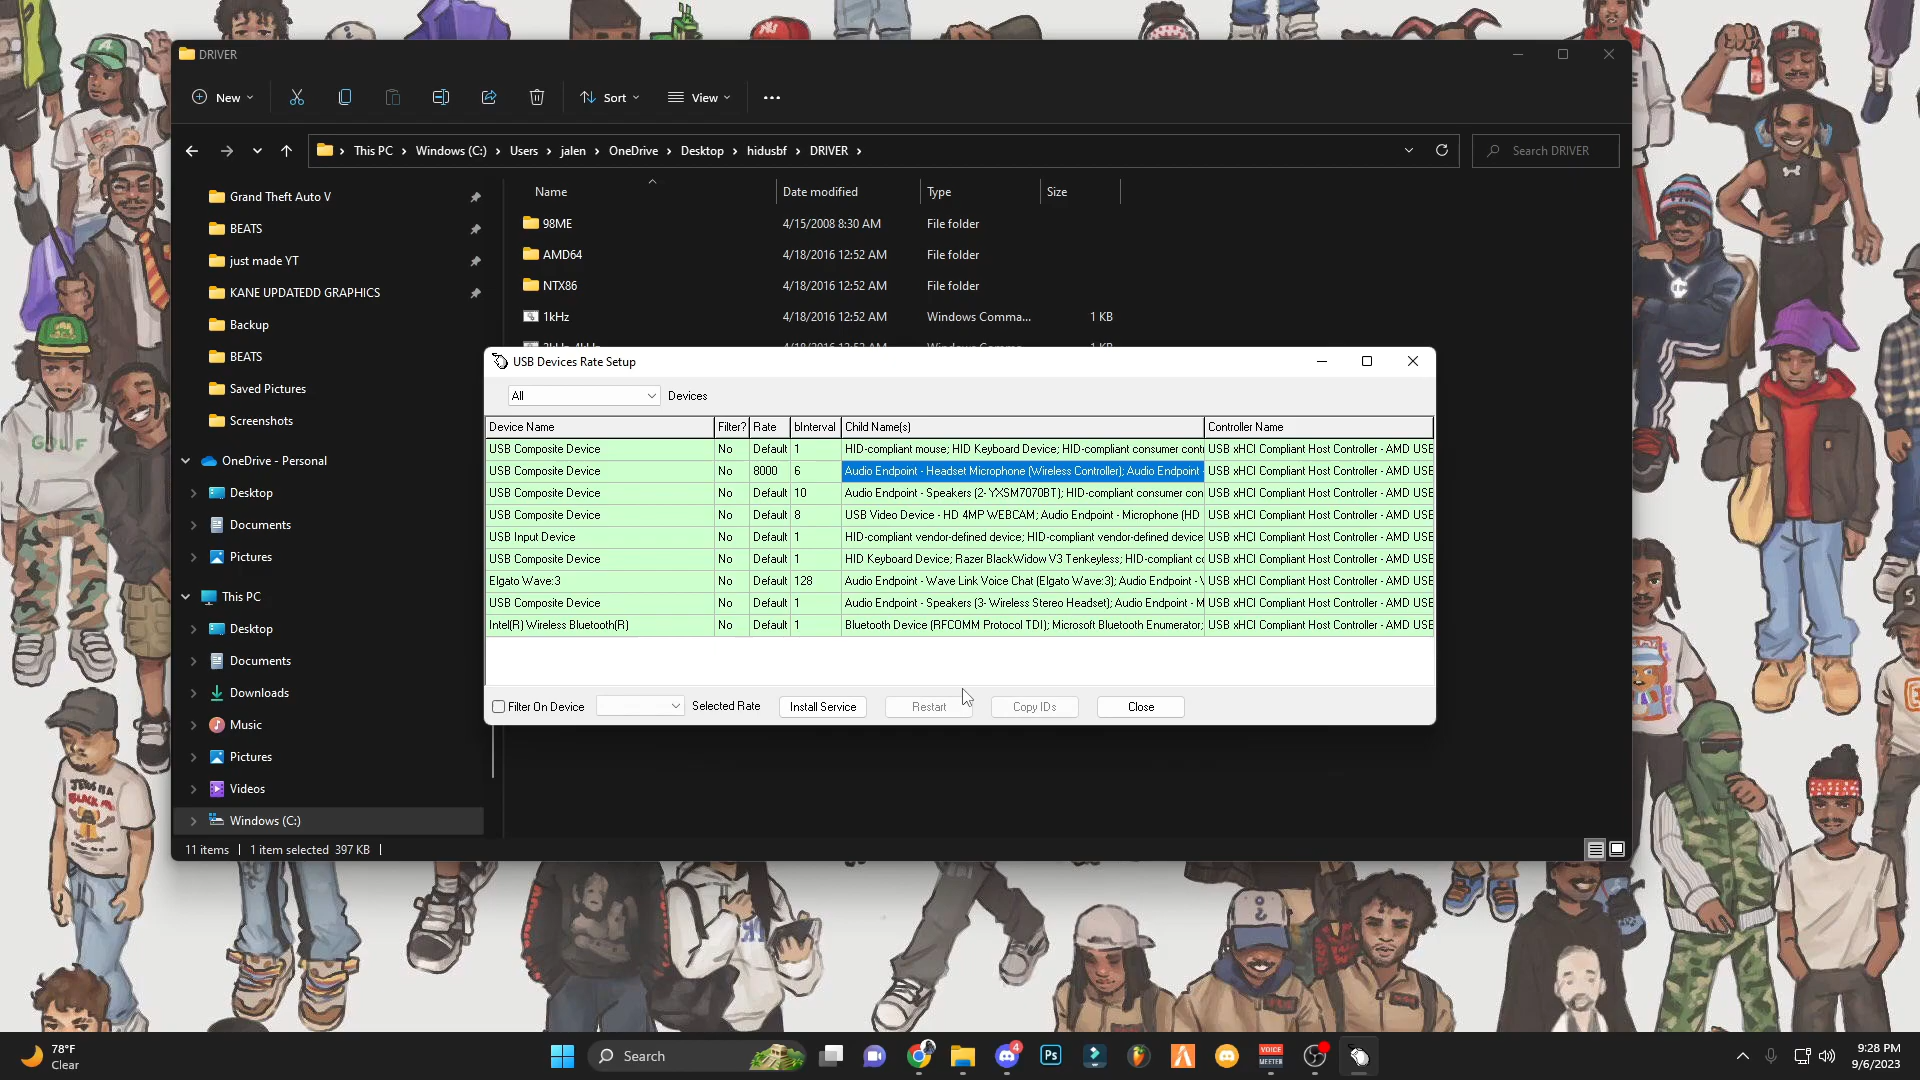 DRIVER
New
Sort
View
This PC
Windows (C:)
Users
jalen
OneDrive
Desktop
hidusbf
DRIVER
Search DRIVER
Grand Theft Auto V
BEATS
just made YT
KANE UPDATEDD GRAPHICS
Backup
BEATS
Saved Pictures
Screenshots
OneDrive - Personal
Desktop
Documents
Pictures
This PC
Desktop
Documents
Downloads
Music
Pictures
Videos
Windows (C:)
Name Date modified Type Size
98ME 4/15/2008 8:30 AM File folder
AMD64 4/18/2016 12:52 AM File folder
NTX86 4/18/2016 12:52 AM File folder
1kHz 4/18/2016 12:52 AM Windows Comma... 1 KB
USB Devices Rate Setup
All Devices
Device Name Filter? Rate bInterval Child Name(s) Controller Name
USB Composite Device No Default 1 HID-compliant mouse; HID Keyboard Device; HID-compliant consumer cont USB xHCI Compliant Host Controller - AMD USB
USB Composite Device No 8000 6 Audio Endpoint - Headset Microphone (Wireless Controller); Audio Endpoint - USB xHCI Compliant Host Controller - AMD USB
USB Composite Device No Default 10 Audio Endpoint - Speakers (2- YXSM7070BT); HID-compliant consumer con USB xHCI Compliant Host Controller - AMD USB
USB Composite Device No Default 8 USB Video Device - HD 4MP WEBCAM; Audio Endpoint - Microphone (HD USB xHCI Compliant Host Controller - AMD USB
USB Input Device No Default 1 HID-compliant vendor-defined device; HID-compliant vendor-defined device USB xHCI Compliant Host Controller - AMD USB
USB Composite Device No Default 1 HID Keyboard Device; Razer BlackWidow V3 Tenkeyless; HID-compliant co USB xHCI Compliant Host Controller - AMD USB
Elgato Wave:3 No Default 128 Audio Endpoint - Wave Link Voice Chat (Elgato Wave:3); Audio Endpoint - USB xHCI Compliant Host Controller - AMD USB
USB Composite Device No Default 1 Audio Endpoint - Speakers (3- Wireless Stereo Headset); Audio Endpoint - M USB xHCI Compliant Host Controller - AMD USB
Intel(R) Wireless Bluetooth(R) No Default 1 Bluetooth Device (RFCOMM Protocol TDI); Microsoft Bluetooth Enumerator; USB xHCI Compliant Host Controller - AMD USB
Filter On Device Selected Rate Install Service Restart Copy IDs Close
11 items 1 item selected 397 KB
78°F
Clear
Search
4
Ps
VOICE
MEETER
9:28 PM
9/6/2023
GOLF